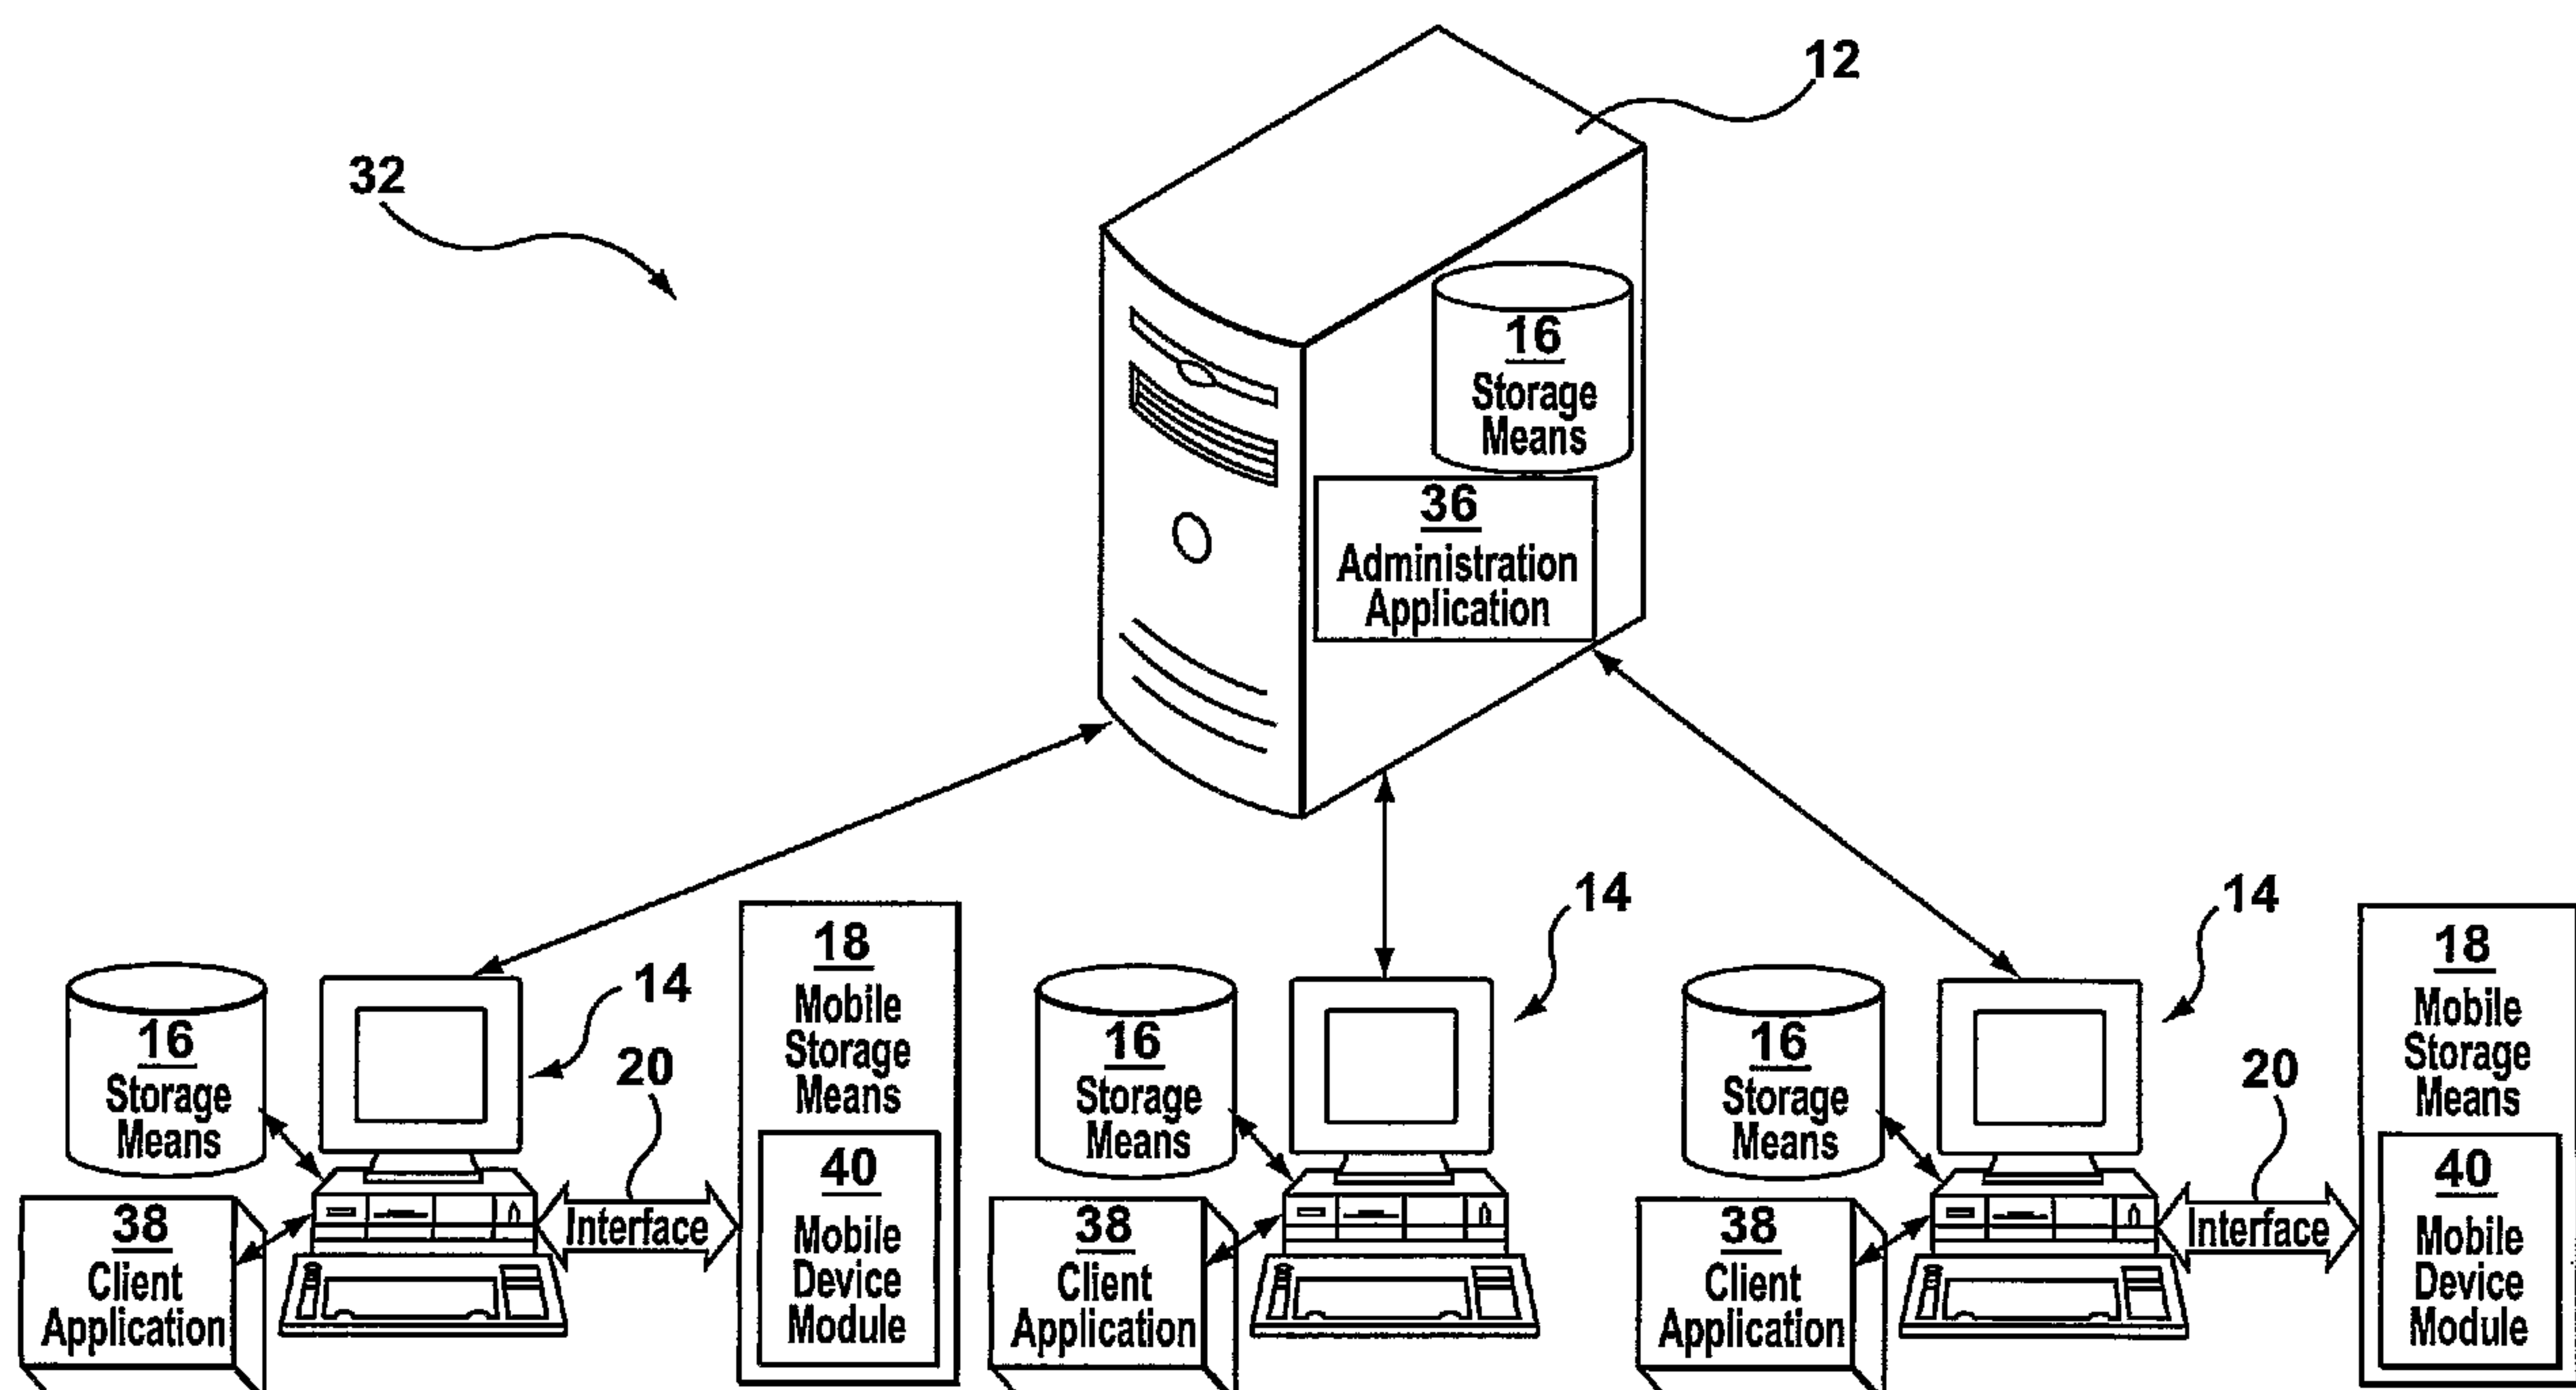 12
32
16
Storage
Means
36
Administration
Application
14
16
Storage
Means
38
Client
Application
20
Interface
18
Mobile
Storage
Means
40
Mobile
Device
Module
14
16
Storage
Means
38
Client
Application
14
16
Storage
Means
38
Client
Application
20
Interface
18
Mobile
Storage
Means
40
Mobile
Device
Module